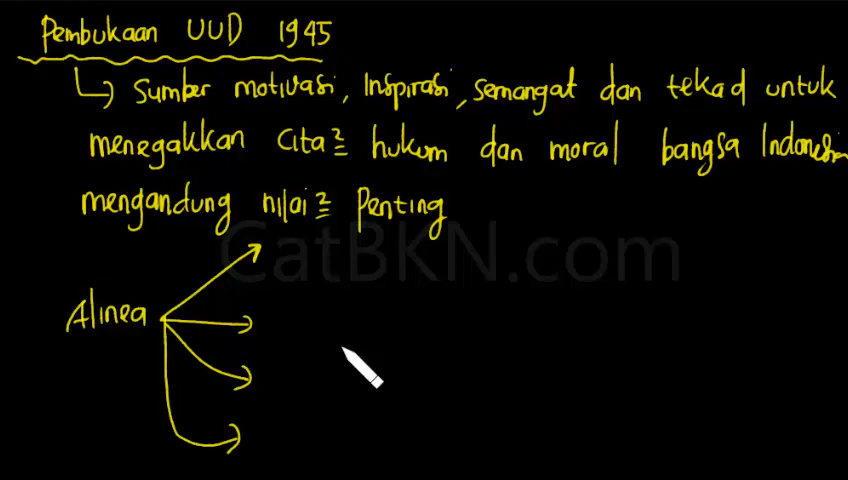 Pembukaan UUD 1945
Sumber motivasi, Inspirasi, semangat dan tekad untuk
menegakkan Cita² hukum dan moral bangsa Indonesia
mengandung nilai² Penting
CatBKN.com
Alinea